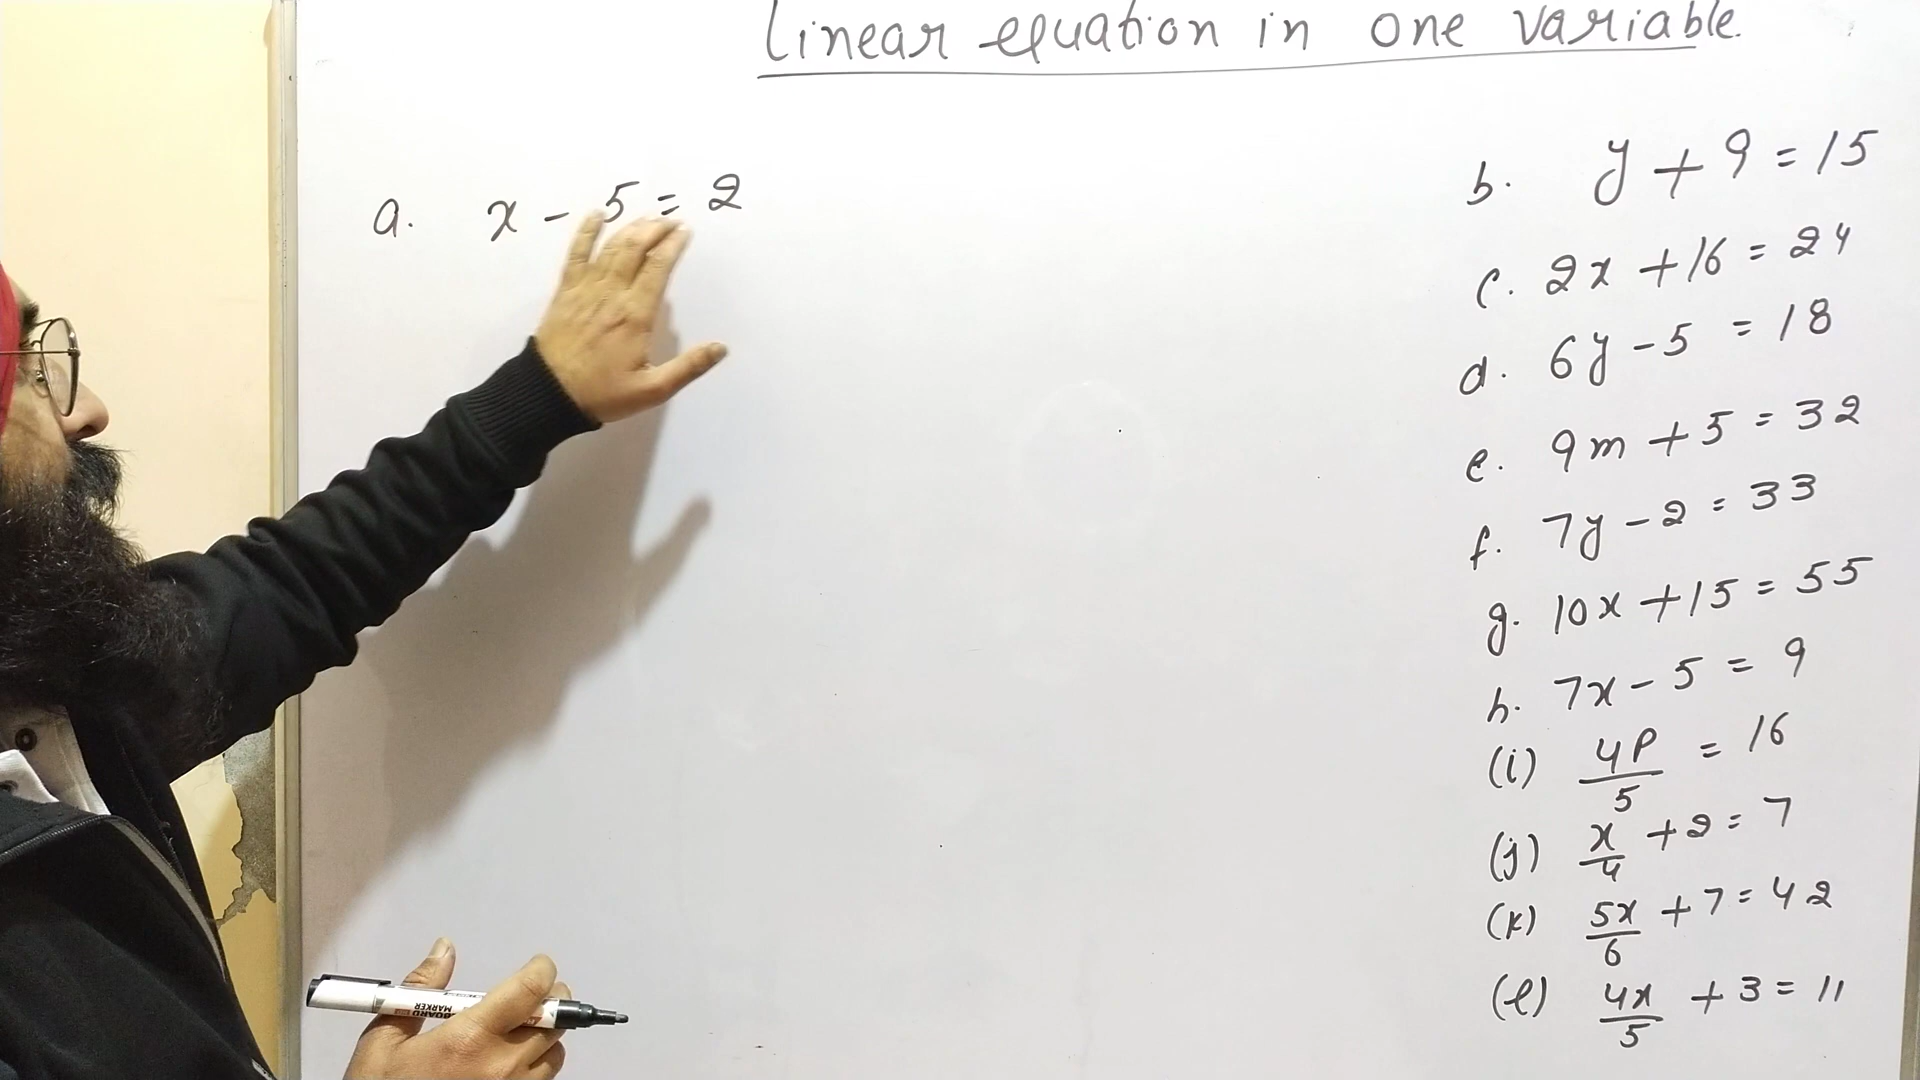 Linear equation in one variable.
a. x - 5 = 2
b. y + 9 = 15
c. 2x + 16 = 24
d. 6y - 5 = 18
e. 9m + 5 = 32
f. 7y - 2 = 33
g. 10x + 15 = 55
h. 7x - 5 = 9
(i) 4P/5 = 16
(j) x/4 + 2 = 7
(k) 5x/6 + 7 = 42
(l) 4x/5 + 3 = 11
MARKER